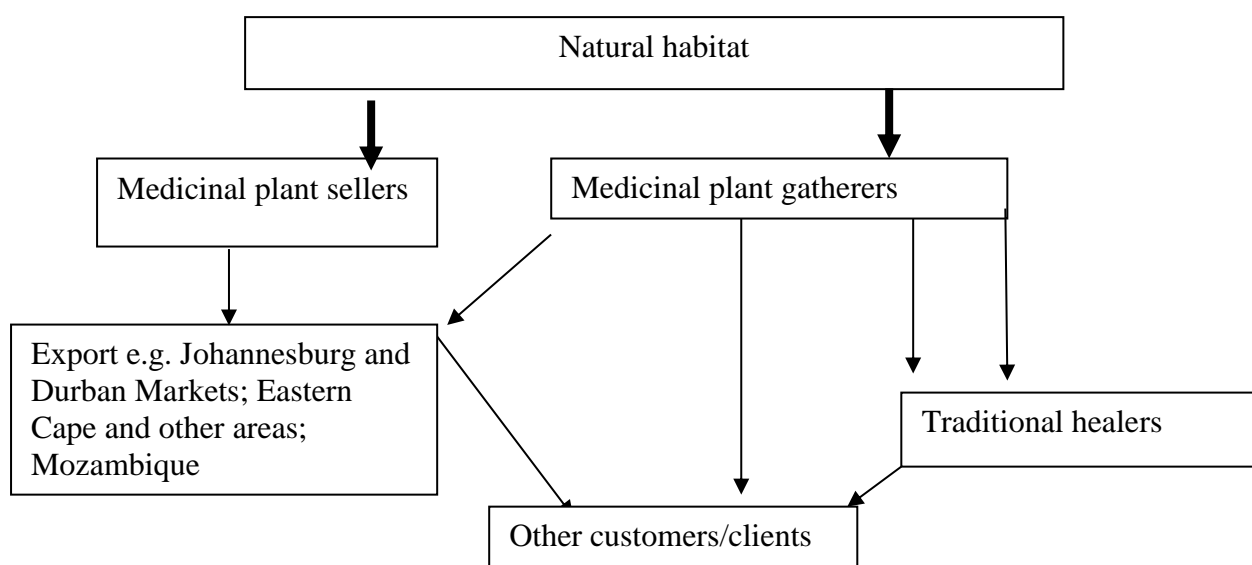 Natural habitat
Medicinal plant sellers
Medicinal plant gatherers
Export e.g. Johannesburg and
Durban Markets; Eastern
Cape and other areas;
Mozambique
Traditional healers
Other customers/clients